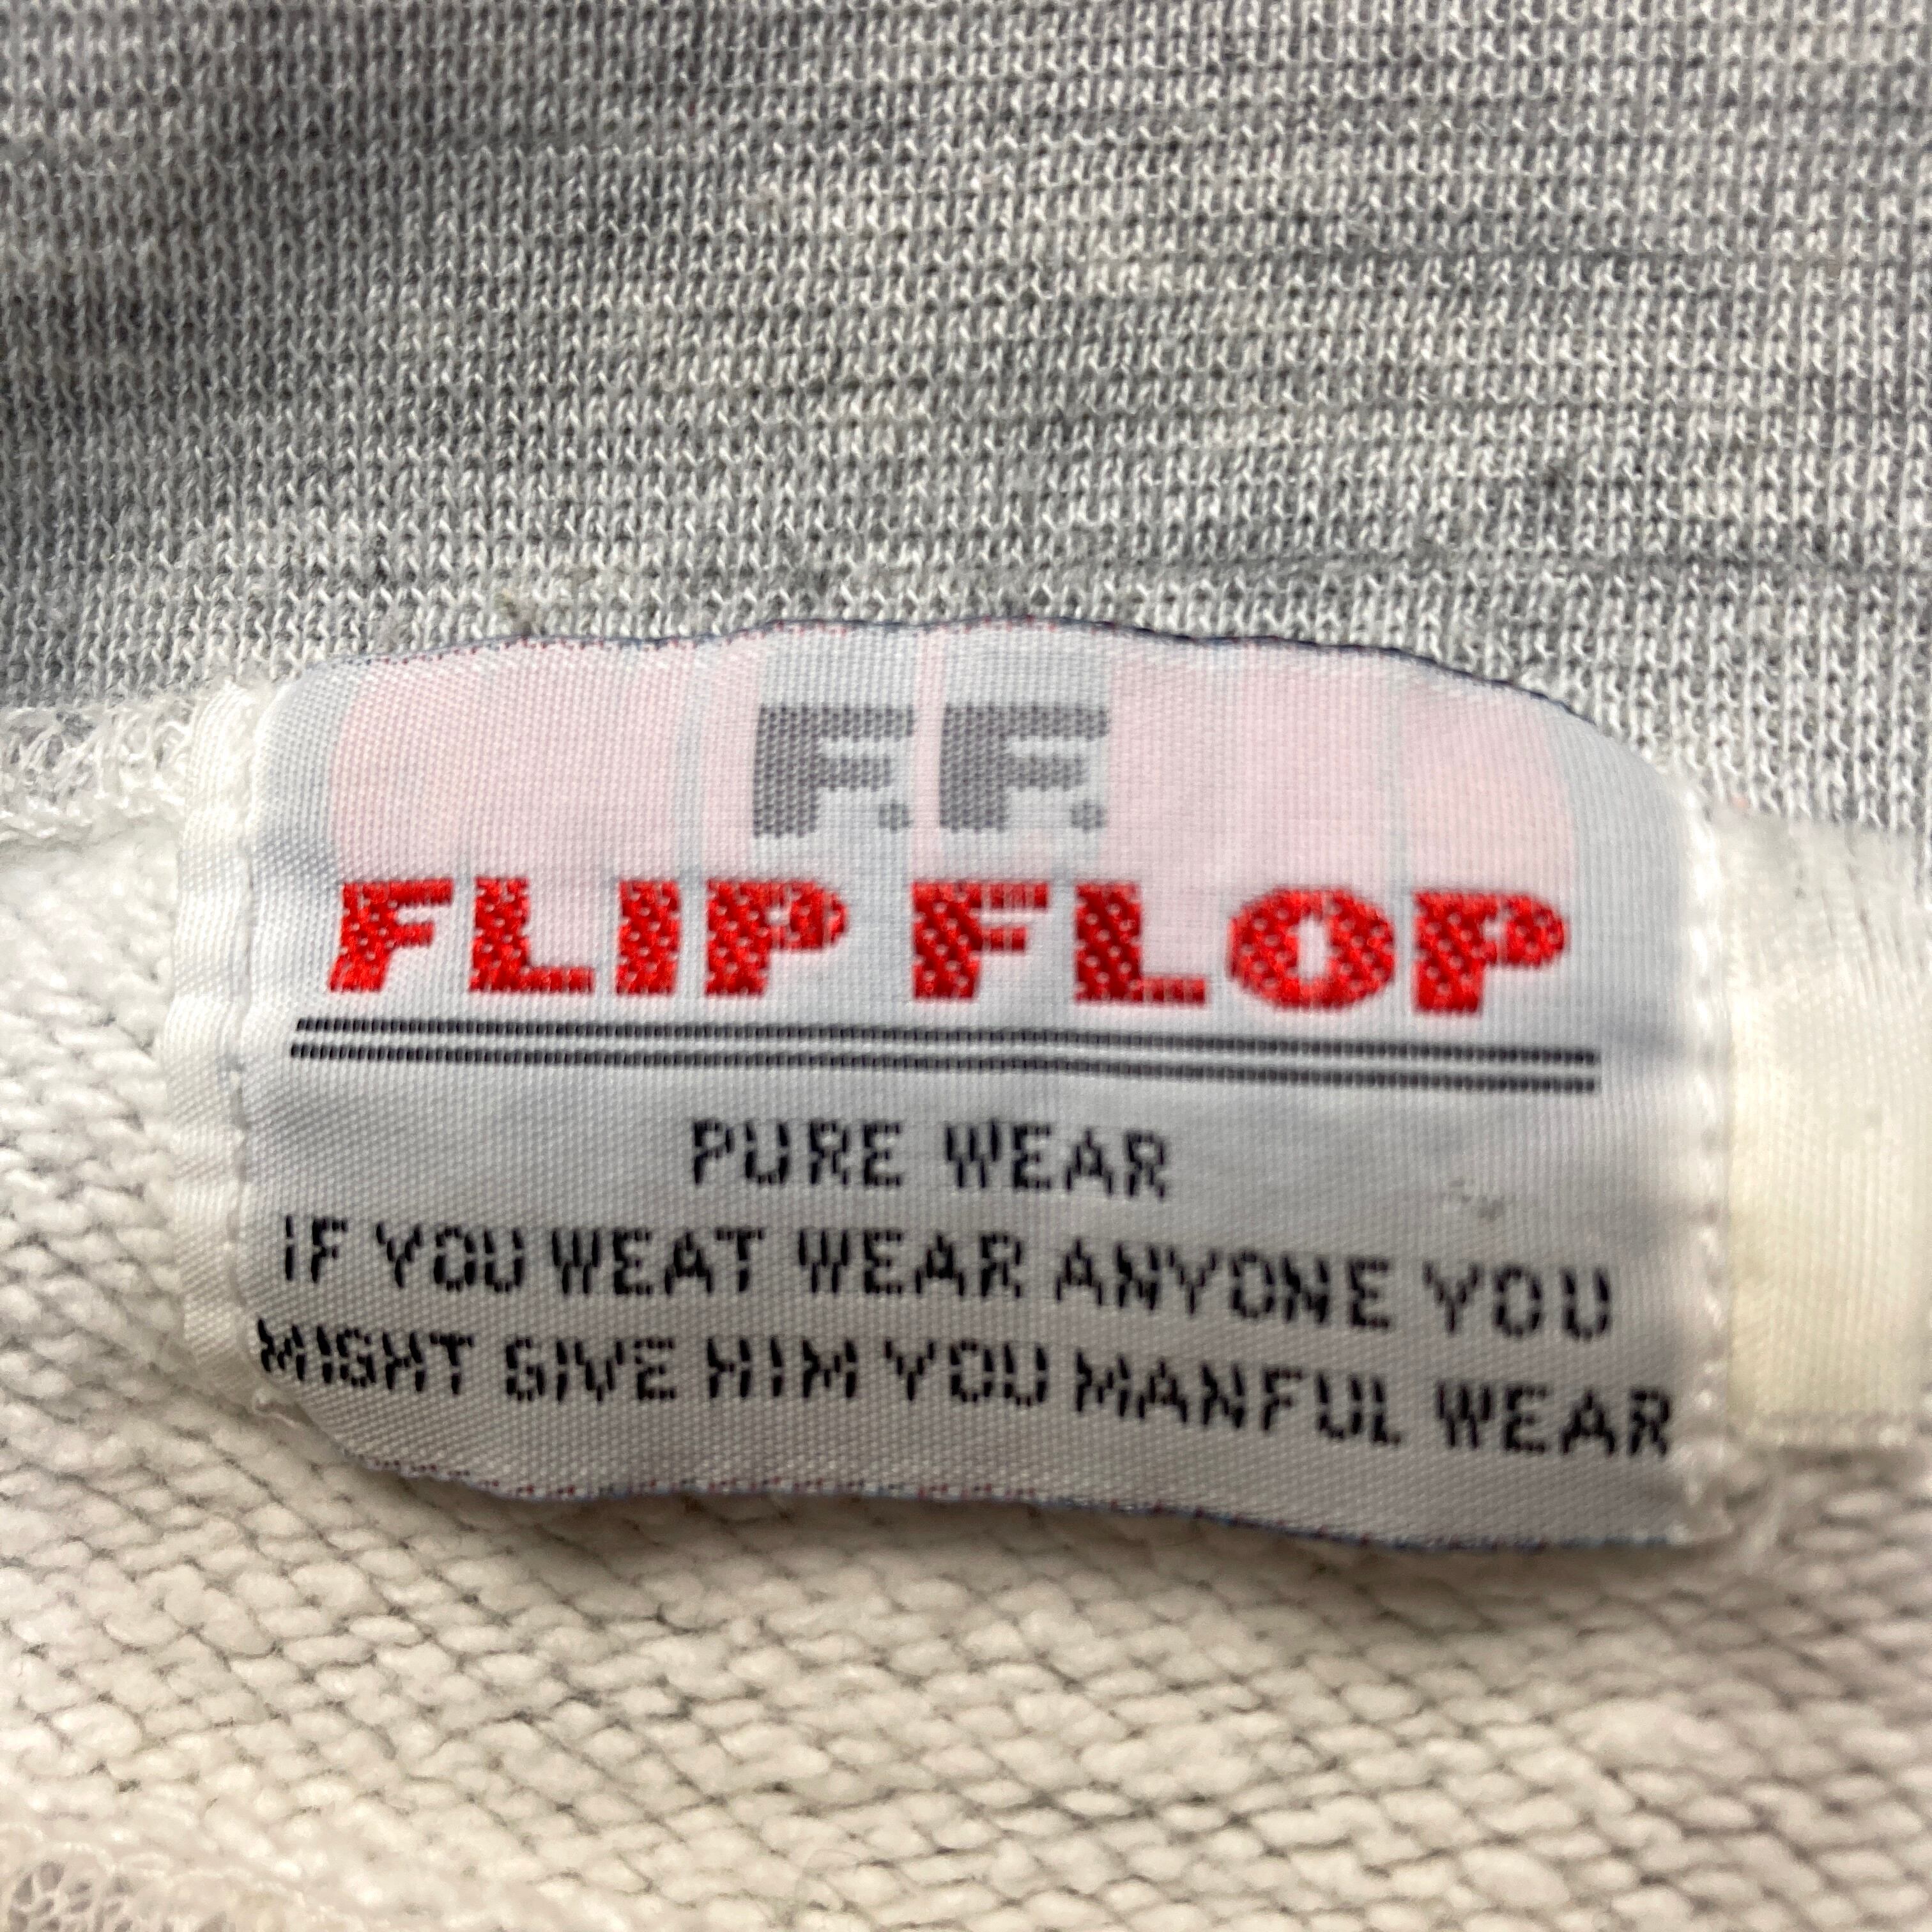 F.F.
FLIP FLOP
PURE WEAR
IF YOU WEAT WEAR ANYONE YOU
MIGHT GIVE HIM YOU MANFUL WEAR